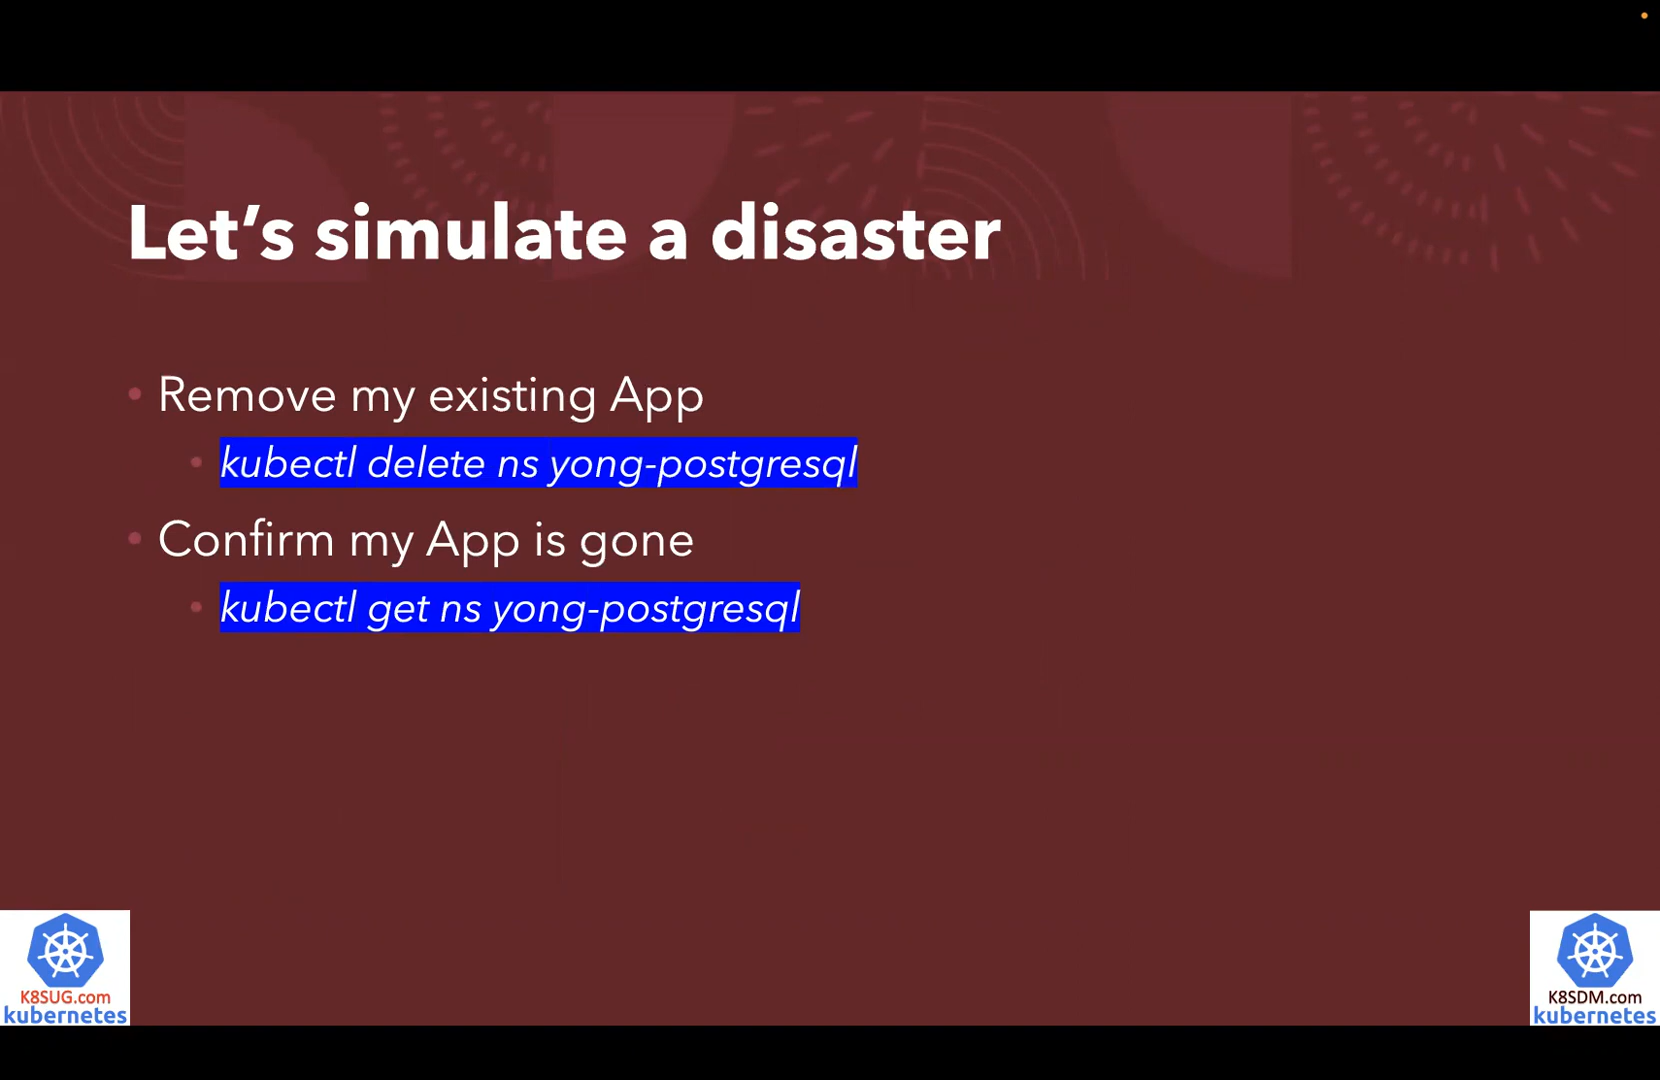 Let’s simulate a disaster
Remove my existing App
kubectl delete ns yong-postgresql
Confirm my App is gone
kubectl get ns yong-postgresql
K8SUG.com
kubernetes
K8SDM.com
kubernetes